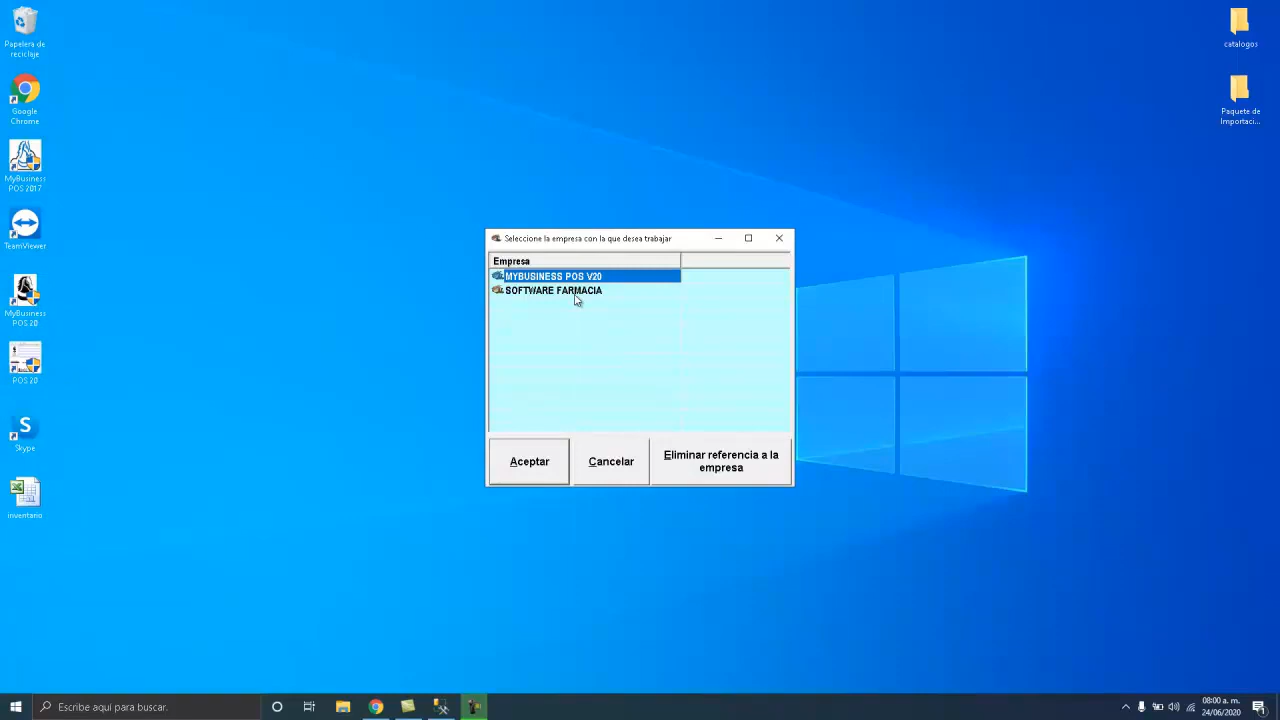 Papelera de
reciclaje
Google
Chrome
MyBusiness
POS 2017
TeamViewer
MyBusiness
POS 20
POS 20
Skype
inventario
catalogos
Paquete de
Importaci...
Seleccione la empresa con la que desea trabajar
Empresa
MYBUSINESS POS V20
SOFTWARE FARMACIA
Aceptar
Cancelar
Eliminar referencia a la
empresa
Escribe aquí para buscar.
08:00 a. m.
24/06/2020